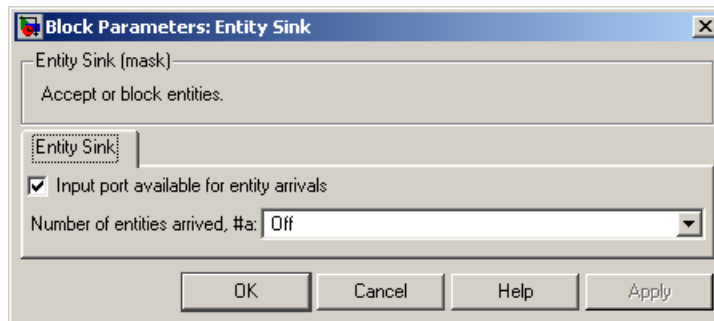 Block Parameters: Entity Sink
Entity Sink (mask)
Accept or block entities.
Entity Sink
Input port available for entity arrivals
Number of entities arrived, #a: Off
OK Cancel Help Apply